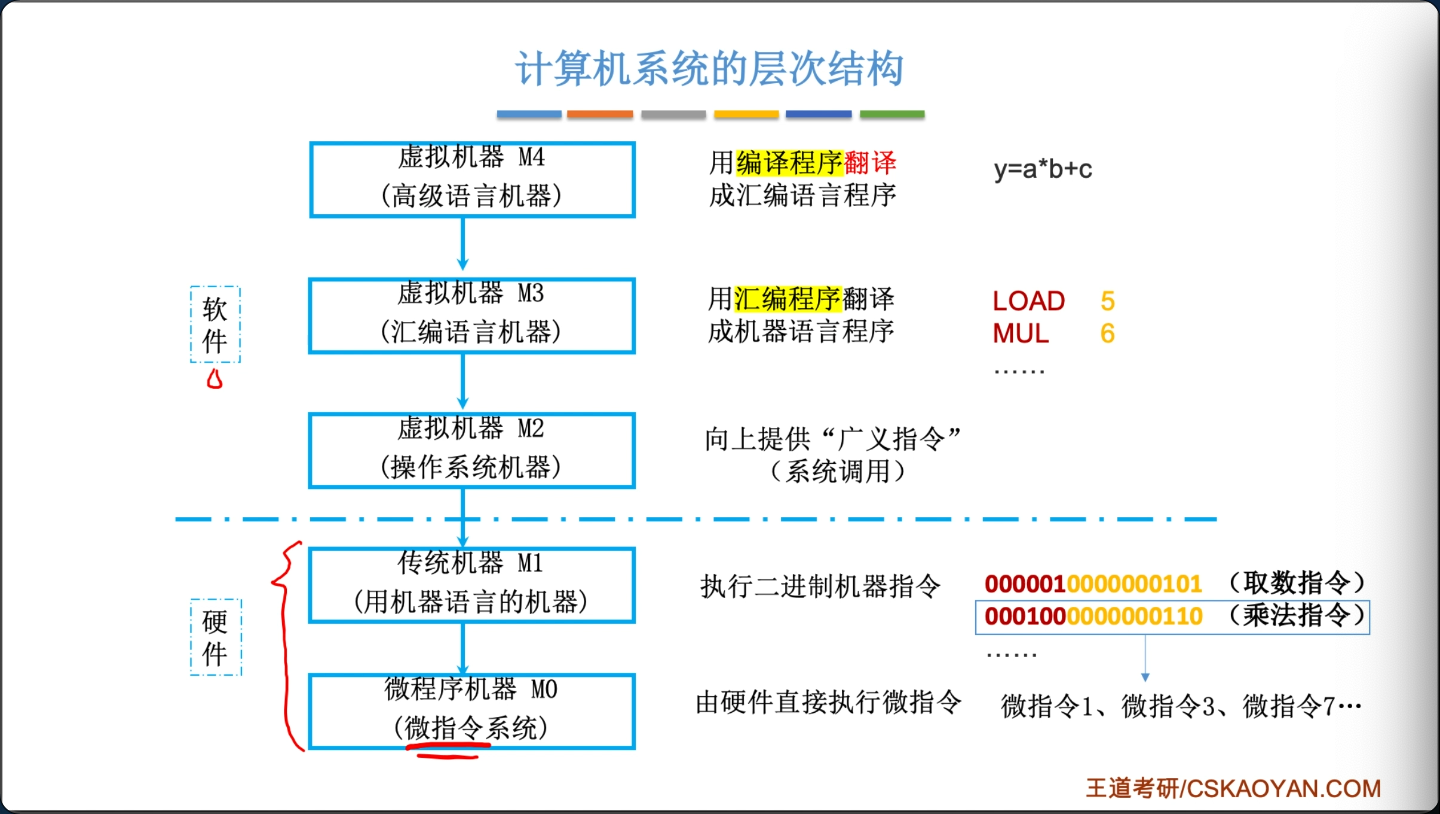 计算机系统的层次结构
虚拟机器 M4
(高级语言机器)
用编译程序翻译
成汇编语言程序
y=a*b+c
软
件
虚拟机器 M3
(汇编语言机器)
用汇编程序翻译
成机器语言程序
LOAD 5
MUL 6
……
虚拟机器 M2
(操作系统机器)
向上提供“广义指令”
（系统调用）
硬
件
传统机器 M1
(用机器语言的机器)
执行二进制机器指令
0000010000000101 （取数指令）
0001000000000110 （乘法指令）
……
微程序机器 M0
(微指令系统)
由硬件直接执行微指令
微指令1、微指令3、微指令7…
王道考研/CSKAOYAN.COM